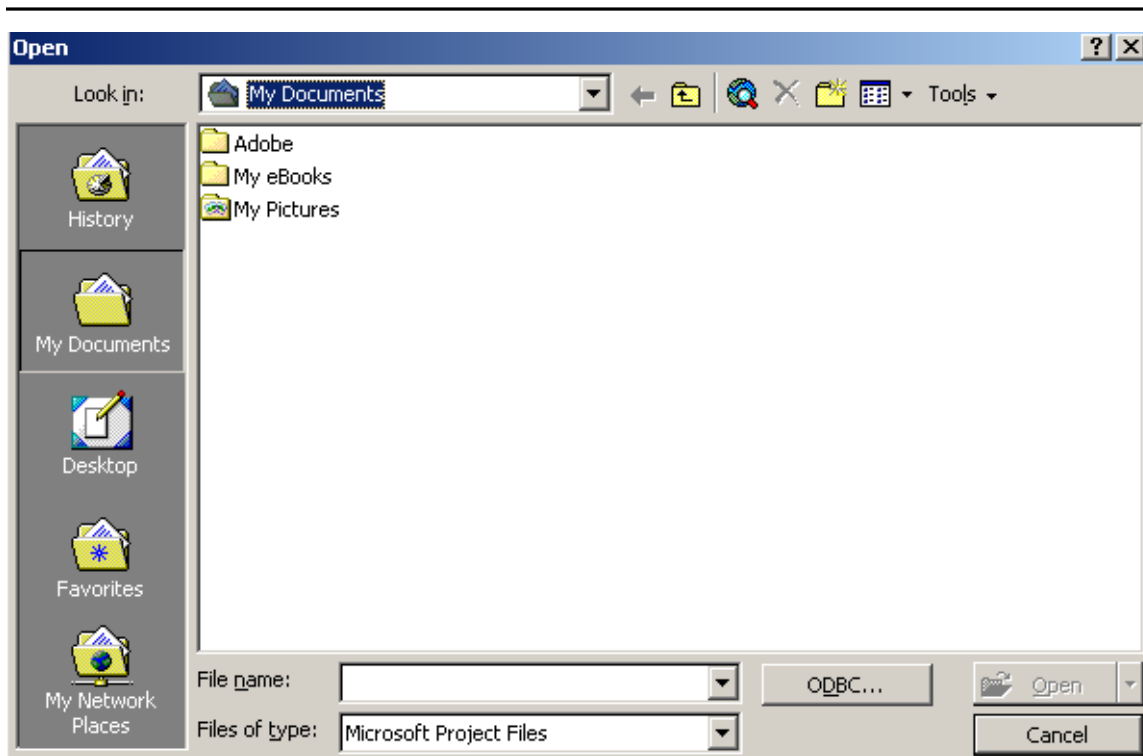 Open
Look in:
My Documents
Tools
Adobe
My eBooks
My Pictures
History
My Documents
Desktop
Favorites
My Network
Places
File name:
ODBC...
Open
Files of type:
Microsoft Project Files
Cancel